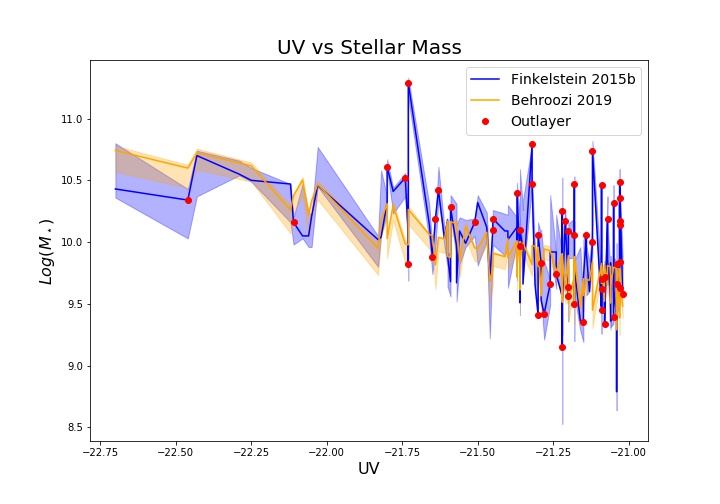 UV vs Stellar Mass
Finkelstein 2015b
Behroozi 2019
Outlayer
Log(M⋆)
11.0
10.5
10.0
9.5
9.0
8.5
−22.75 −22.50 −22.25 −22.00 −21.75 −21.50 −21.25 −21.00
UV